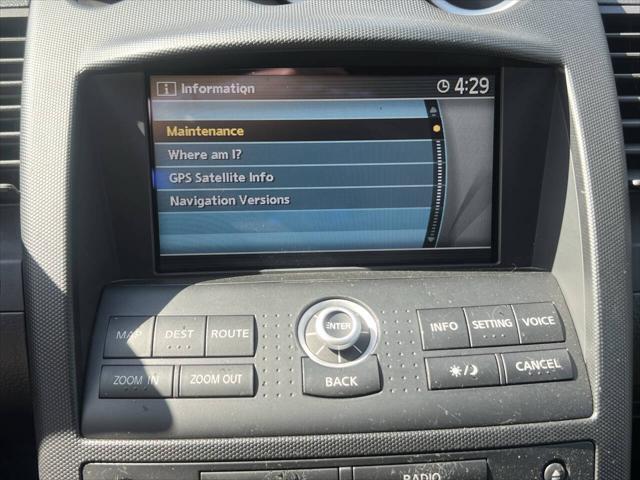 i Information 4:29
Maintenance
Where am I?
GPS Satellite Info
Navigation Versions
MAP DEST ROUTE ENTER INFO SETTING VOICE
ZOOM IN ZOOM OUT BACK CANCEL
RADIO